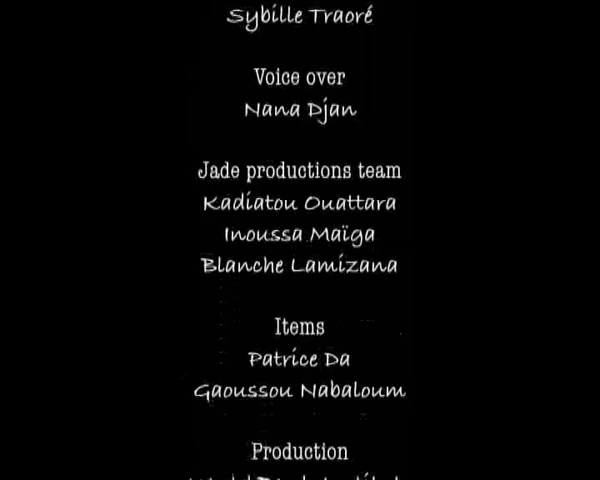 Sybille Traoré
Voice over
Nana Djan
Jade productions team
Kadiatou Ouattara
Inoussa Maïga
Blanche Lamizana
Items
Patrice Da
Gaoussou Nabaloum
Production